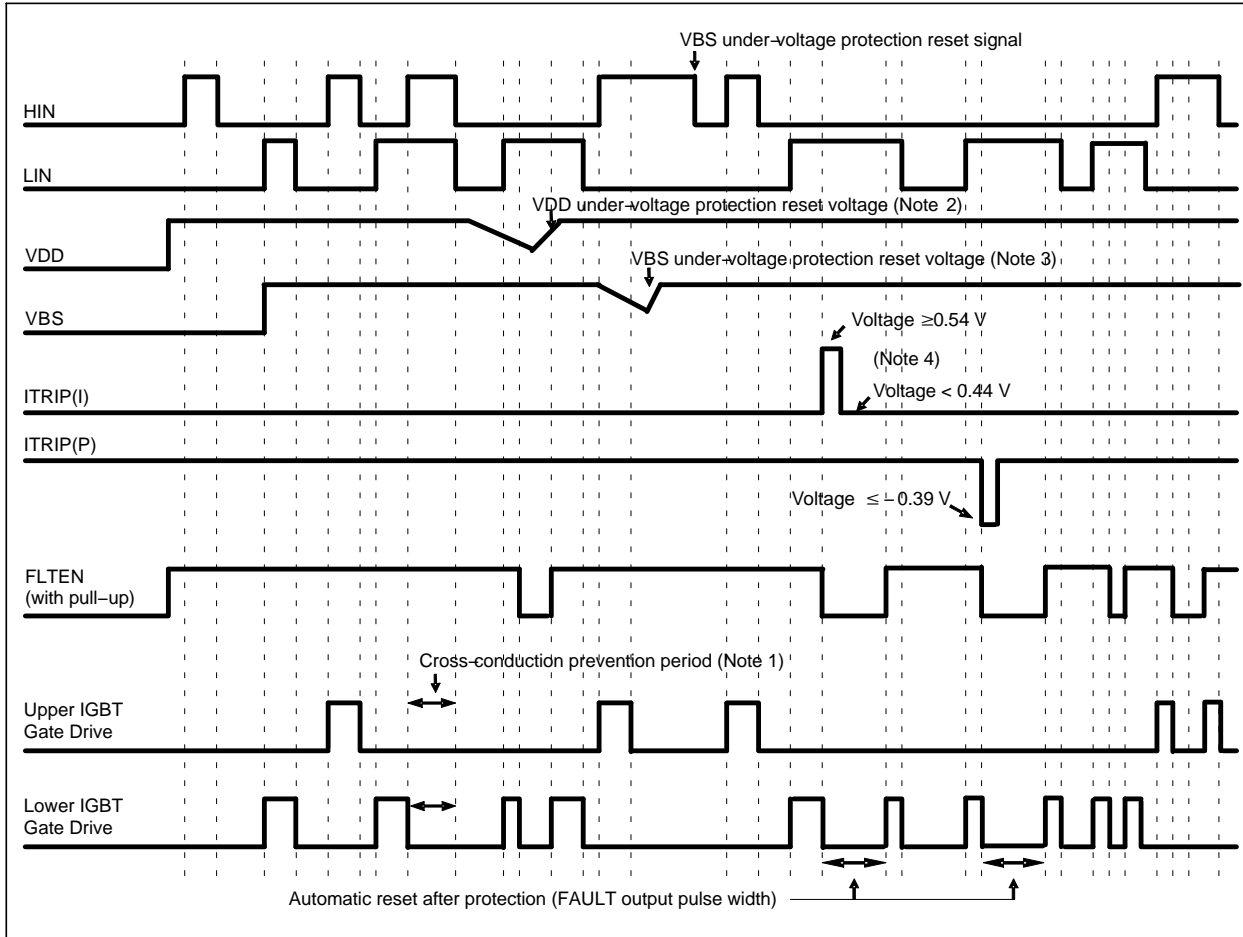 VBS under-voltage protection reset signal
HIN
LIN
VDD under-voltage protection reset voltage (Note 2)
VDD
VBS under-voltage protection reset voltage (Note 3)
VBS
Voltage ≥0.54 V
(Note 4)
Voltage < 0.44 V
ITRIP(I)
ITRIP(P)
Voltage ≤ -0.39 V
FLTEN
(with pull-up)
Cross-conduction prevention period (Note 1)
Upper IGBT
Gate Drive
Lower IGBT
Gate Drive
Automatic reset after protection (FAULT output pulse width)